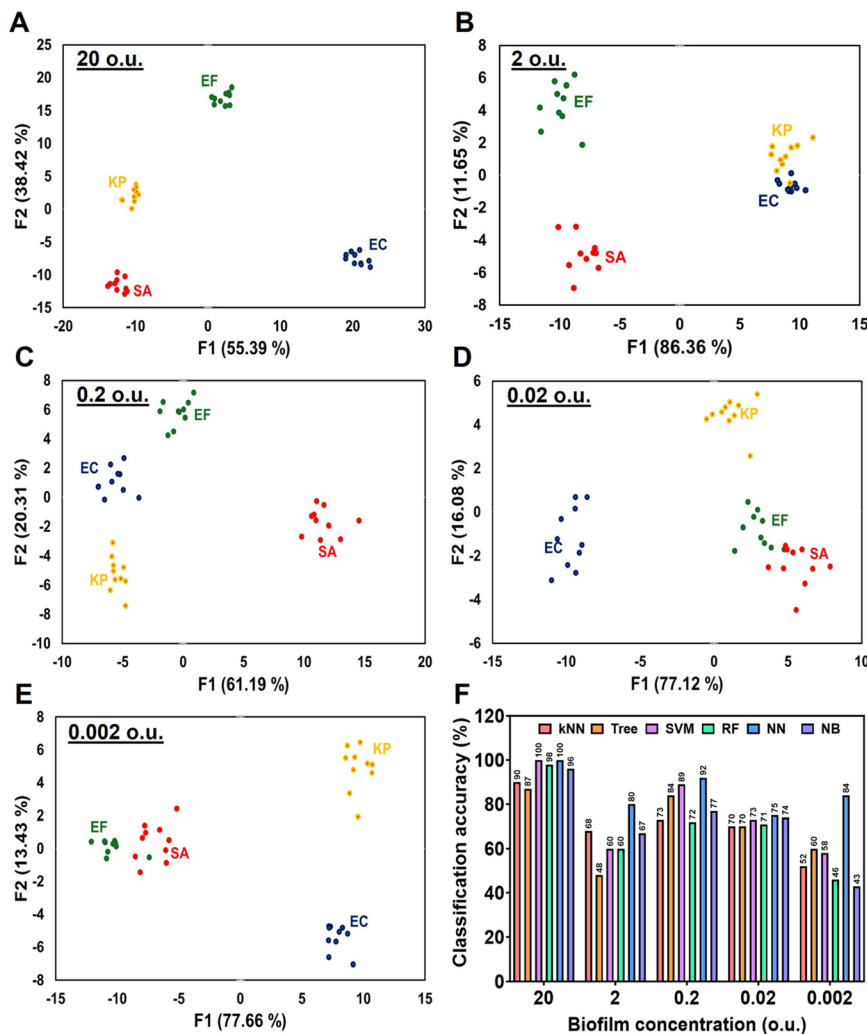 A
20 o.u.
25
20
15
10
5
0
-5
-10
-15
-20
-10
0
10
20
30
F2 (38.42 %)
F1 (55.39 %)
EF
KP
EC
SA
B
2 o.u.
8
6
4
2
0
-2
-4
-6
-8
-15
-10
-5
0
5
10
15
F2 (11.65 %)
F1 (86.36 %)
EF
KP
EC
SA
C
0.2 o.u.
8
6
4
2
0
-2
-4
-6
-8
-10
-10
-5
0
5
10
15
20
F2 (20.31 %)
F1 (61.19 %)
EF
EC
SA
KP
D
0.02 o.u.
6
4
2
0
-2
-4
-6
-10
-5
0
5
10
F2 (16.08 %)
F1 (77.12 %)
KP
EF
EC
SA
E
0.002 o.u.
8
6
4
2
0
-2
-4
-6
-8
-15
-10
-5
0
5
10
15
F2 (13.43 %)
F1 (77.66 %)
KP
EF
SA
EC
F
kNN Tree SVM RF NN NB
Classification accuracy (%)
120
100
80
60
40
20
0
90 87 100 98 100 96
68 48 60 60 80 67
73 84 89 72 92 77
70 70 73 71 75 74
52 60 58 46 84 43
20 2 0.2 0.02 0.002
Biofilm concentration (o.u.)